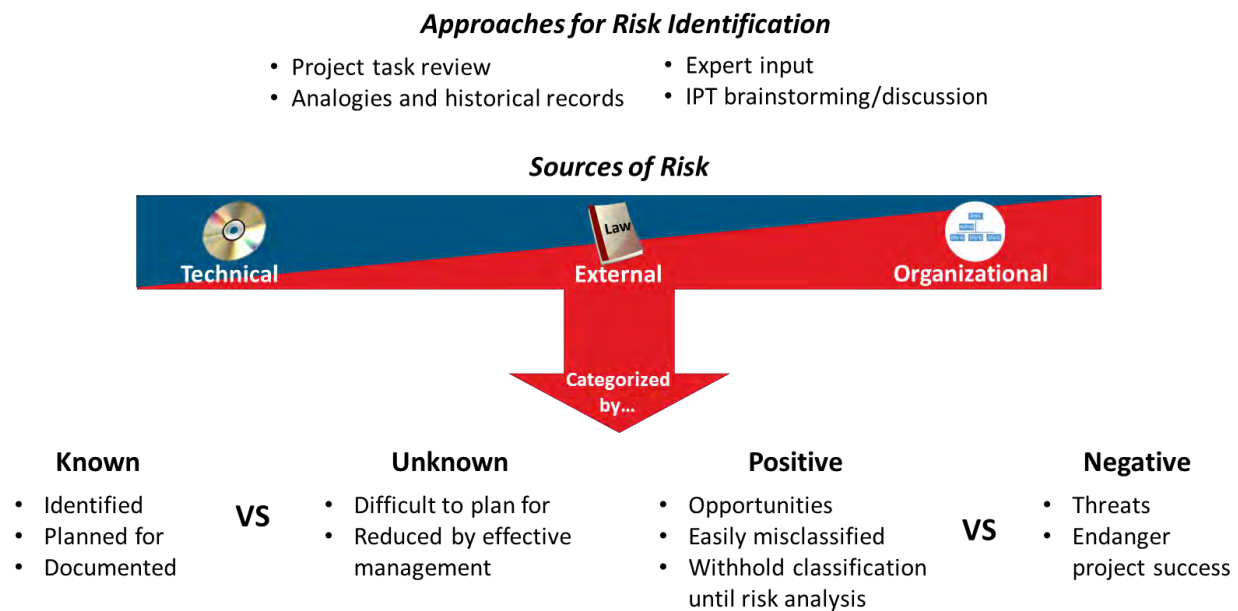 Approaches for Risk Identification
• Project task review
• Analogies and historical records
• Expert input
• IPT brainstorming/discussion
Sources of Risk
Law
Technical
External
Organizational
Categorized
by...
Known
• Identified
• Planned for
• Documented
VS
Unknown
• Difficult to plan for
• Reduced by effective
management
Positive
• Opportunities
• Easily misclassified
• Withhold classification
until risk analysis
VS
Negative
• Threats
• Endanger
project success